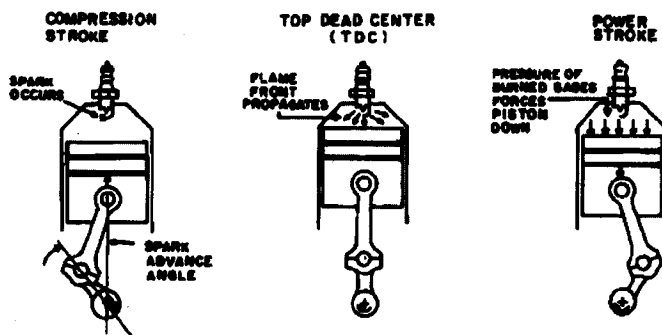 COMPRESSION
STROKE
SPARK
OCCURS
SPARK
ADVANCE
ANGLE
TOP DEAD CENTER
(TDC)
FLAME
FRONT
PROPAGATES
POWER
STROKE
PRESSURE OF
BURNED GASES
FORCES
PISTON
DOWN